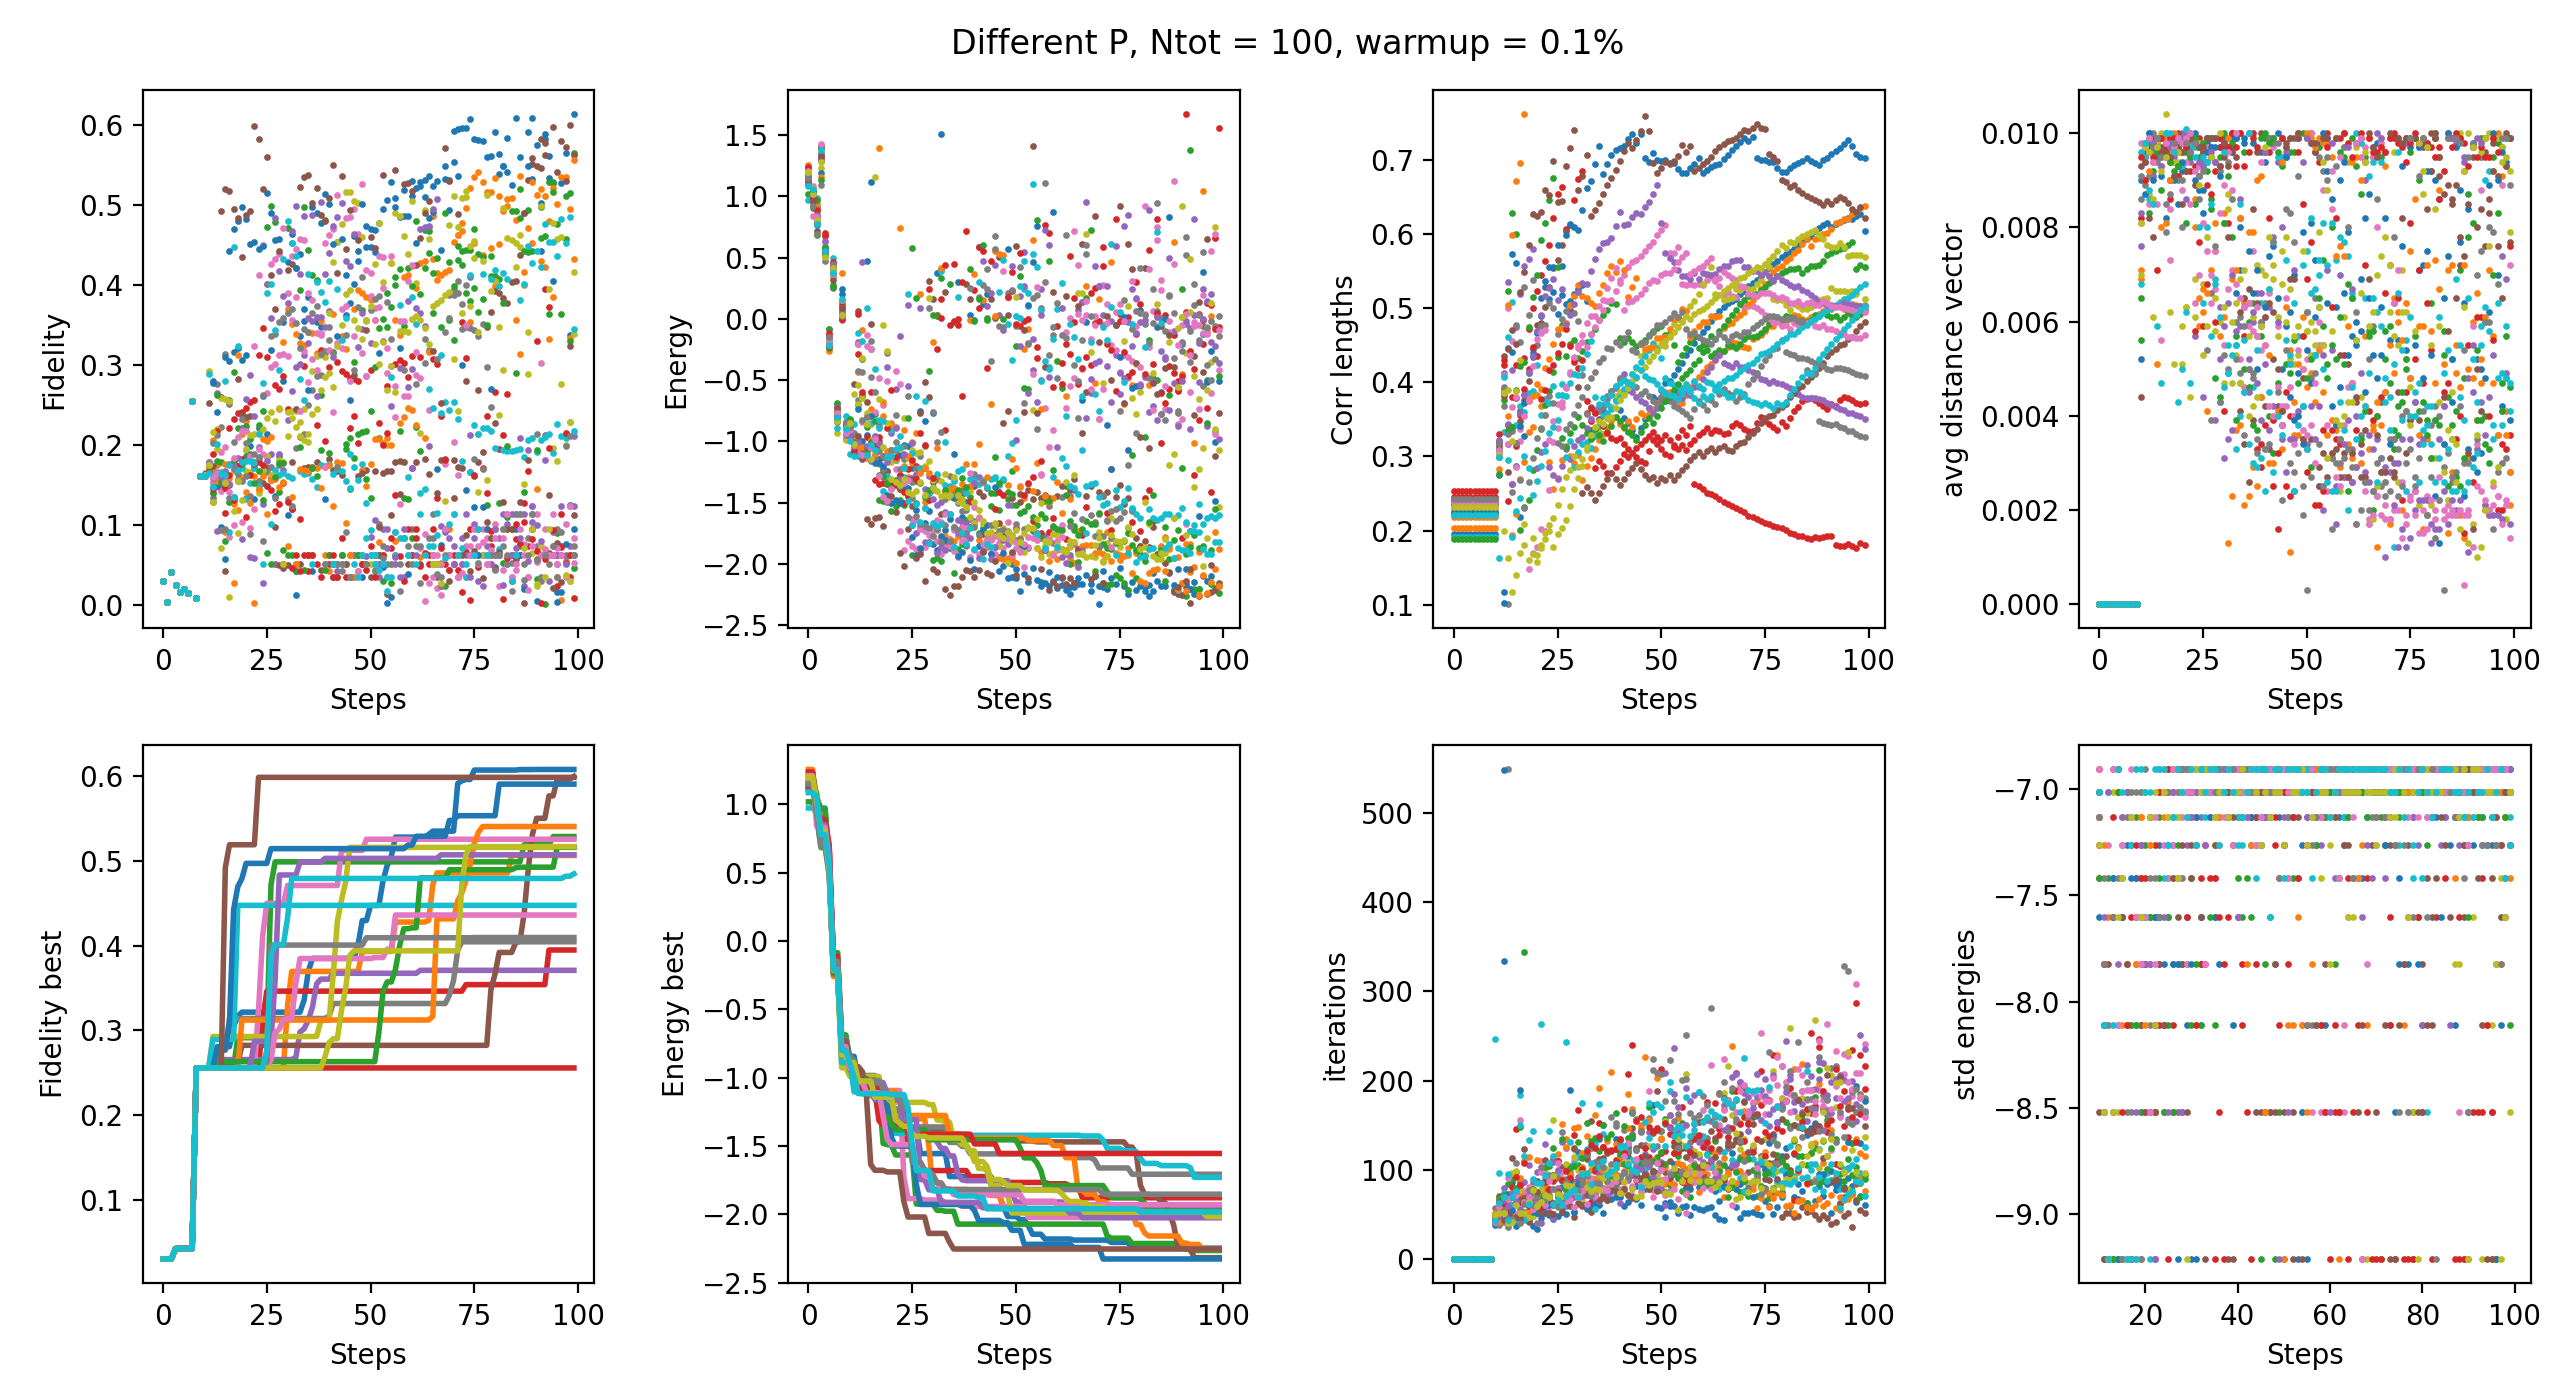 Different P, Ntot = 100, warmup = 0.1%
Fidelity
0.6
0.5
0.4
0.3
0.2
0.1
0.0
0 25 50 75 100
Steps
Energy
1.5
1.0
0.5
0.0
−0.5
−1.0
−1.5
−2.0
−2.5
0 25 50 75 100
Steps
Corr lengths
0.7
0.6
0.5
0.4
0.3
0.2
0.1
0 25 50 75 100
Steps
avg distance vector
0.010
0.008
0.006
0.004
0.002
0.000
0 25 50 75 100
Steps
Fidelity best
0.6
0.5
0.4
0.3
0.2
0.1
0 25 50 75 100
Steps
Energy best
1.0
0.5
0.0
−0.5
−1.0
−1.5
−2.0
−2.5
0 25 50 75 100
Steps
iterations
500
400
300
200
100
0
0 25 50 75 100
Steps
std energies
−7.0
−7.5
−8.0
−8.5
−9.0
20 40 60 80 100
Steps